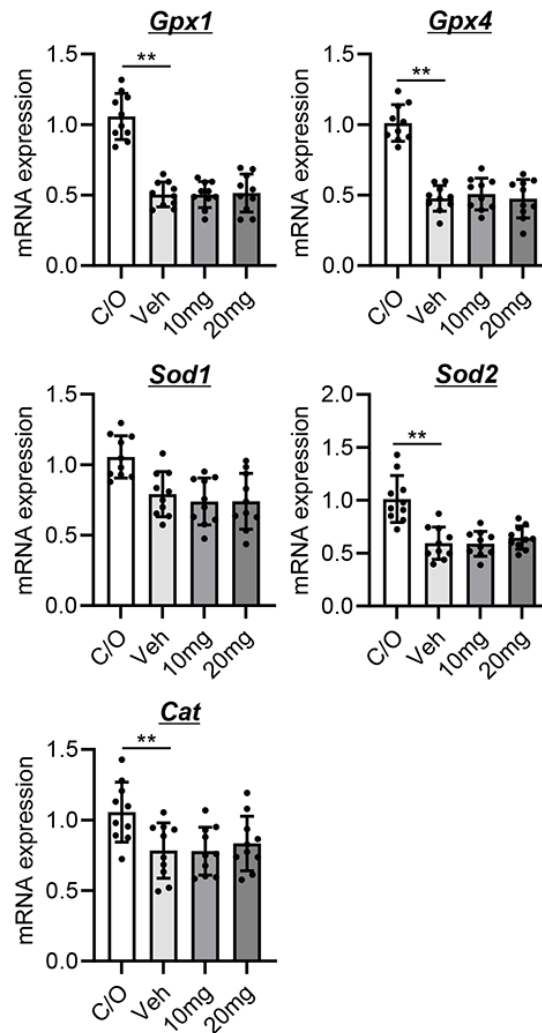 Gpx1
mRNA expression
1.5
1.0
0.5
0.0
**
C/O
Veh
10mg
20mg
Gpx4
mRNA expression
1.5
1.0
0.5
0.0
**
C/O
Veh
10mg
20mg
Sod1
mRNA expression
1.5
1.0
0.5
0.0
C/O
Veh
10mg
20mg
Sod2
mRNA expression
2.0
1.5
1.0
0.5
0.0
**
C/O
Veh
10mg
20mg
Cat
mRNA expression
1.5
1.0
0.5
0.0
**
C/O
Veh
10mg
20mg